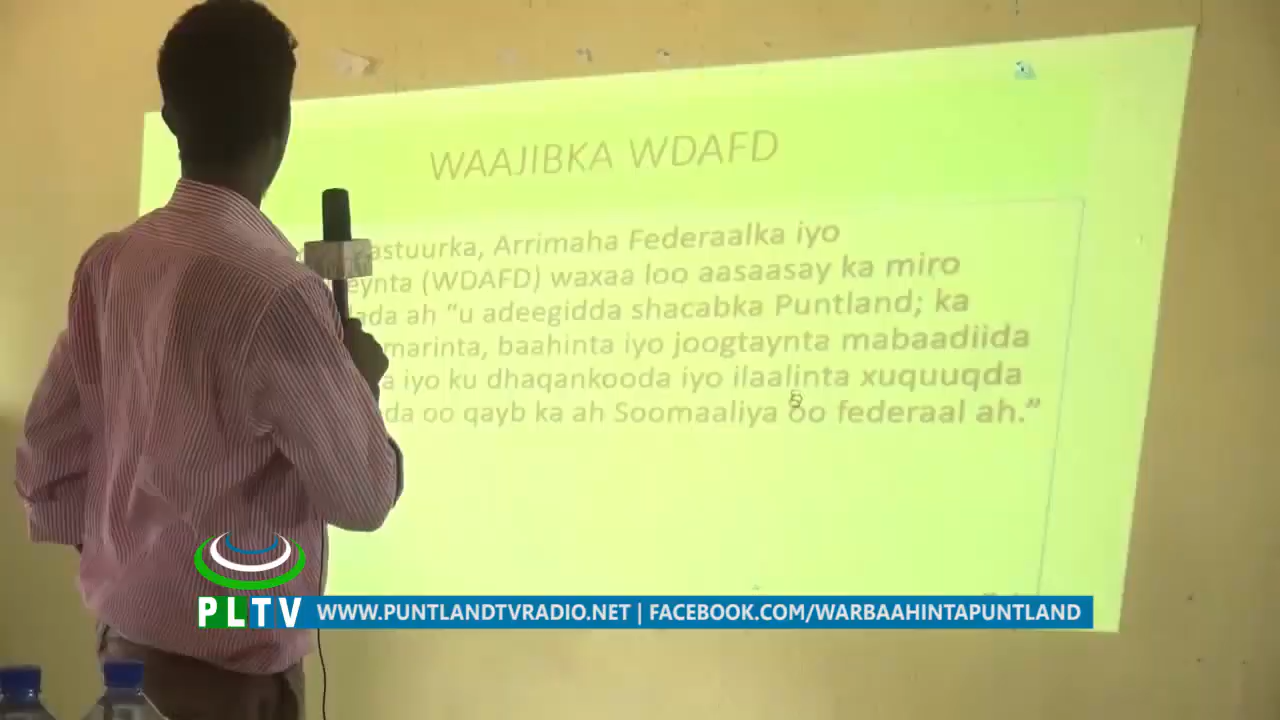 WAAJIBKA WDAFD
astuurka, Arrimaha Federaalka iyo
eynta (WDAFD) waxaa loo aasaasay ka miro
ada ah “u adeegidda shacabka Puntland; ka
marinta, baahinta iyo joogtaynta mabaadiida
a iyo ku dhaqankooda iyo ilaalinta xuquuqda
da oo qayb ka ah Soomaaliya oo federaal ah.”
PLTV WWW.PUNTLANDTVRADIO.NET | FACEBOOK.COM/WARBAAHINTAPUNTLAND